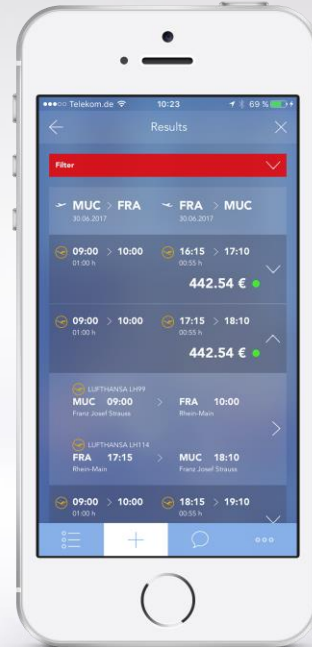 Telekom.de 10:23 69 %
Results
Filter
MUC > FRA FRA > MUC
30.06.2017 30.06.2017
09:00 > 10:00 16:15 > 17:10
01:00 h 00:55 h
442.54 €
09:00 > 10:00 17:15 > 18:10
01:00 h 00:55 h
442.54 €
LUFTHANSA LH99
MUC 09:00 > FRA 10:00
Franz Josef Strauss Rhein-Main
LUFTHANSA LH114
FRA 17:15 > MUC 18:10
Rhein-Main Franz Josef Strauss
09:00 > 10:00 18:15 > 19:10
01:00 h 00:55 h